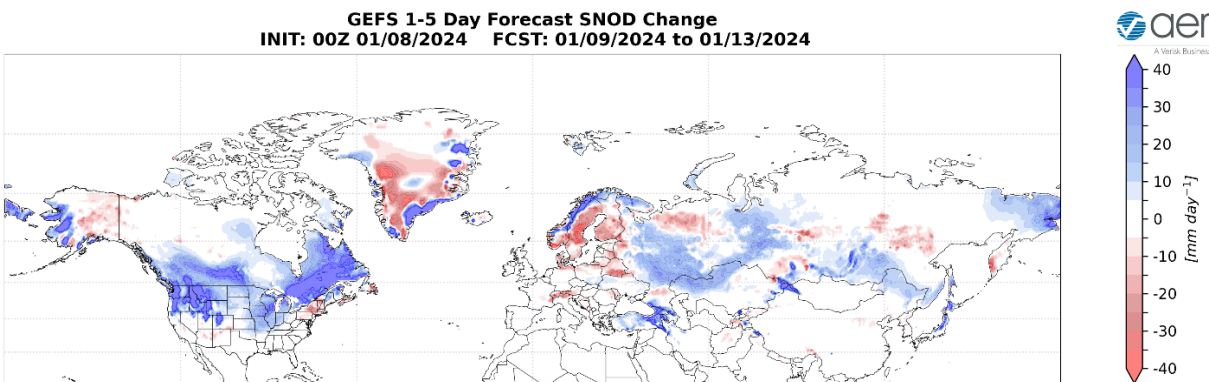 GEFS 1-5 Day Forecast SNOD Change
INIT: 00Z 01/08/2024 FCST: 01/09/2024 to 01/13/2024
aer
A Verisk Business
40
30
20
10
0
-10
-20
-30
-40
[mm day⁻¹]